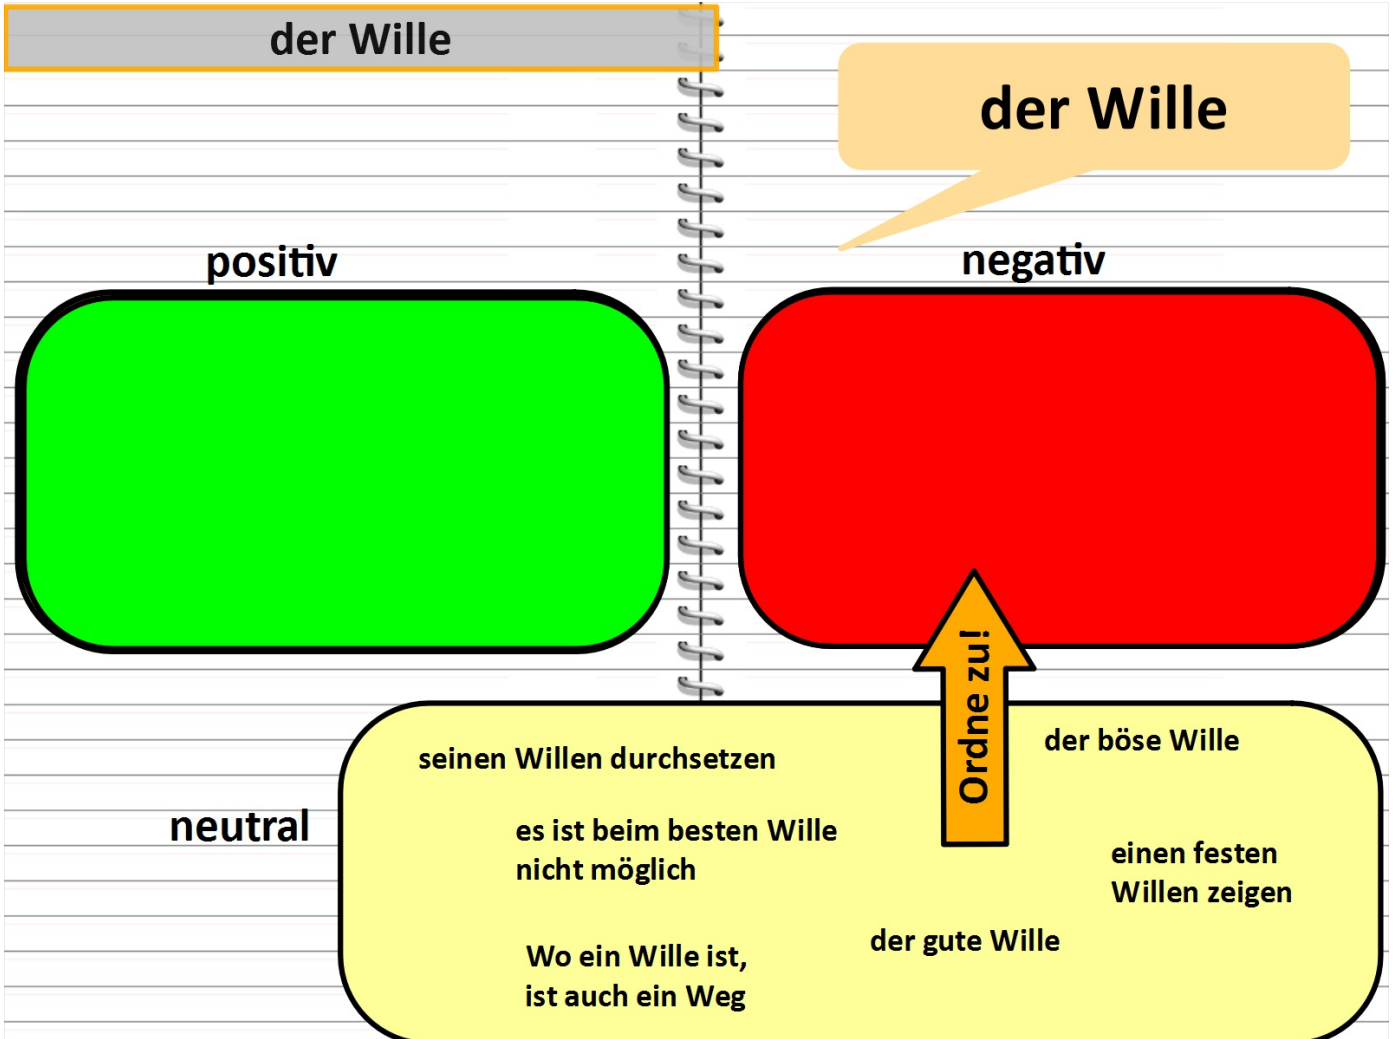 der Wille
der Wille
positiv
negativ
Ordne zu!
neutral
seinen Willen durchsetzen
der böse Wille
es ist beim besten Wille
nicht möglich
einen festen
Willen zeigen
der gute Wille
Wo ein Wille ist,
ist auch ein Weg